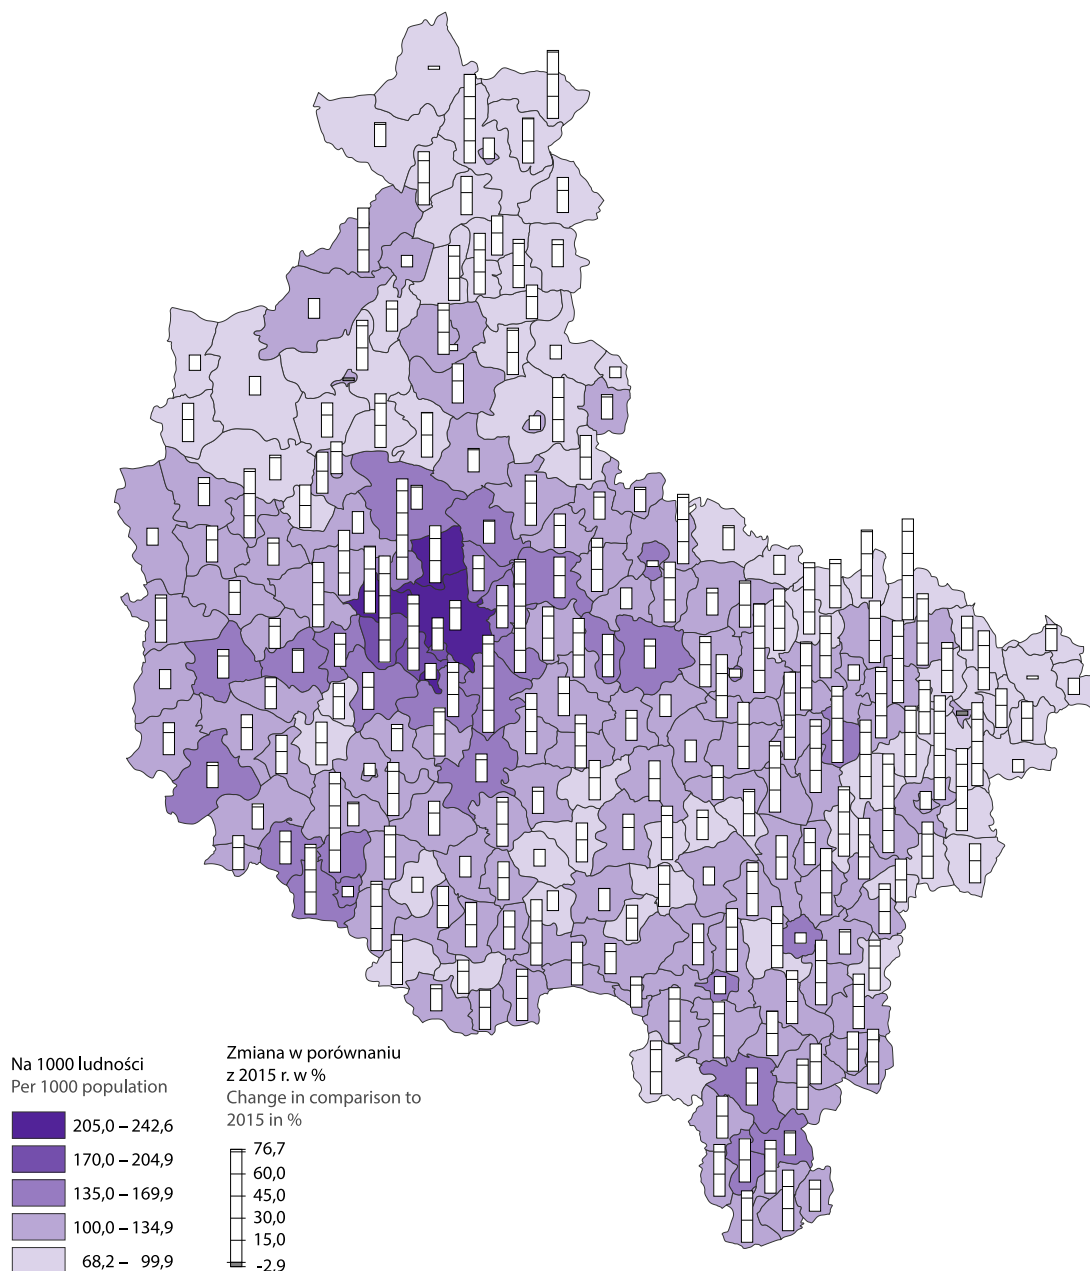 Na 1000 ludności
Per 1000 population
205,0 – 242,6
170,0 – 204,9
135,0 – 169,9
100,0 – 134,9
68,2 – 99,9
Zmiana w porównaniu
z 2015 r. w %
Change in comparison to
2015 in %
76,7
60,0
45,0
30,0
15,0
-2,9